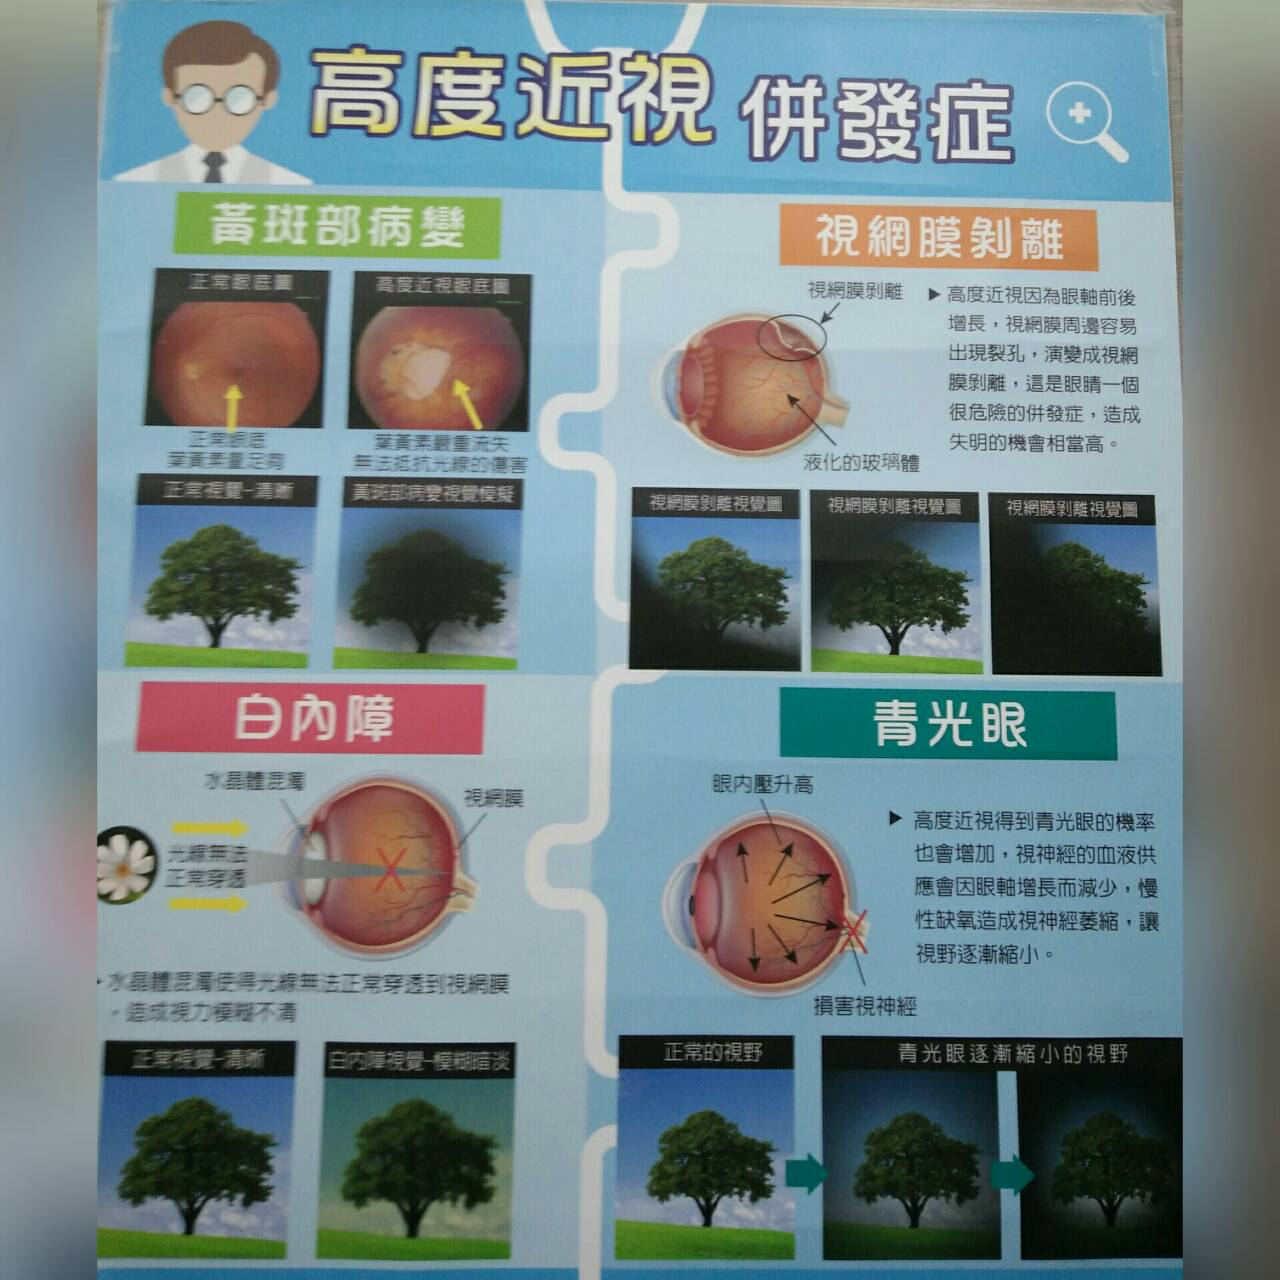 高度近視 併發症
黃斑部病變
正常眼底圖
高度近視眼底圖
正常眼底
葉黃素量足夠
葉黃素嚴重流失
無法抵抗光線的傷害
正常視覺-清晰
黃斑部病變視覺模擬
視網膜剝離
視網膜剝離
▶ 高度近視因為眼軸前後
增長，視網膜周邊容易
出現裂孔，演變成視網
膜剝離，這是眼睛一個
很危險的併發症，造成
失明的機會相當高。
液化的玻璃體
視網膜剝離視覺圖
視網膜剝離視覺圖
視網膜剝離視覺圖
白內障
水晶體混濁
視網膜
光線無法
正常穿透
水晶體混濁使得光線無法正常穿透到視網膜
，造成視力模糊不清
正常視覺-清晰
白內障視覺-模糊暗淡
青光眼
眼内壓升高
▶ 高度近視得到青光眼的機率
也會增加，視神經的血液供
應會因眼軸增長而減少，慢
性缺氧造成視神經萎縮，讓
視野逐漸縮小。
損害視神經
正常的視野
青光眼逐漸縮小的視野